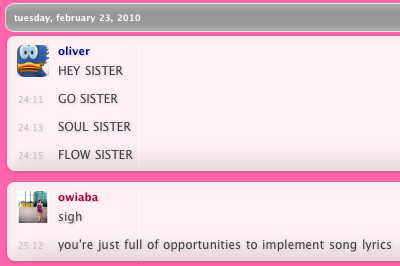 tuesday, february 23, 2010
oliver
HEY SISTER
24:11 GO SISTER
24:13 SOUL SISTER
24:15 FLOW SISTER
owiaba
sigh
25:12 you're just full of opportunities to implement song lyrics